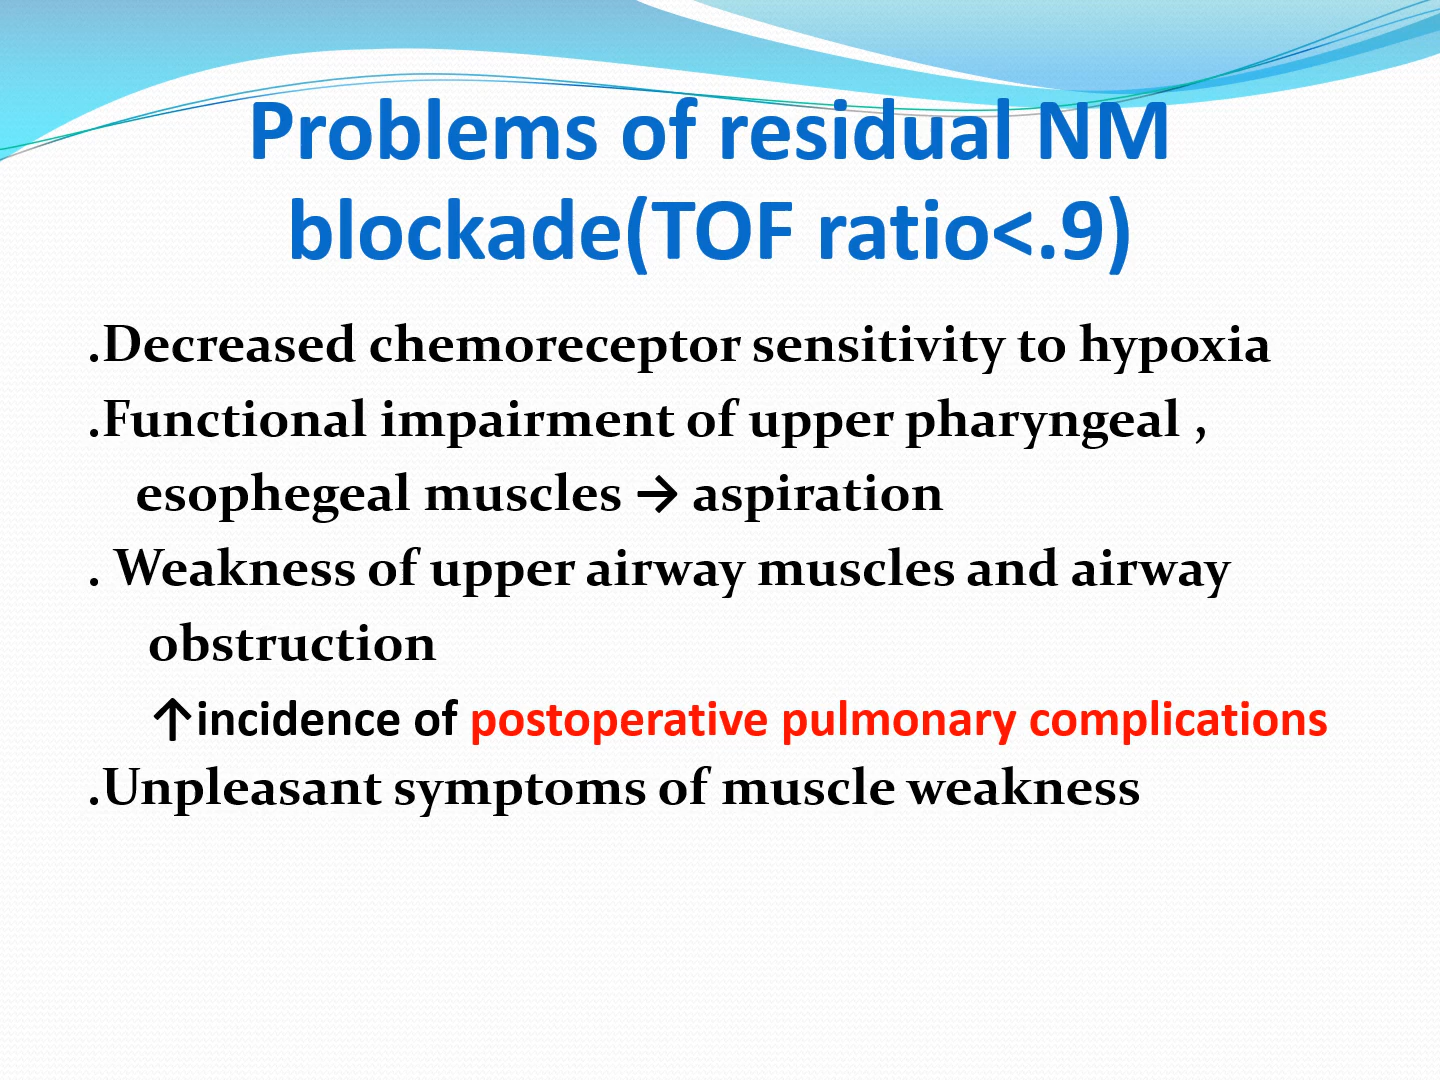 Problems of residual NM
blockade(TOF ratio<.9)
.Decreased chemoreceptor sensitivity to hypoxia
.Functional impairment of upper pharyngeal ,
esophegeal muscles → aspiration
. Weakness of upper airway muscles and airway
obstruction
↑incidence of postoperative pulmonary complications
.Unpleasant symptoms of muscle weakness